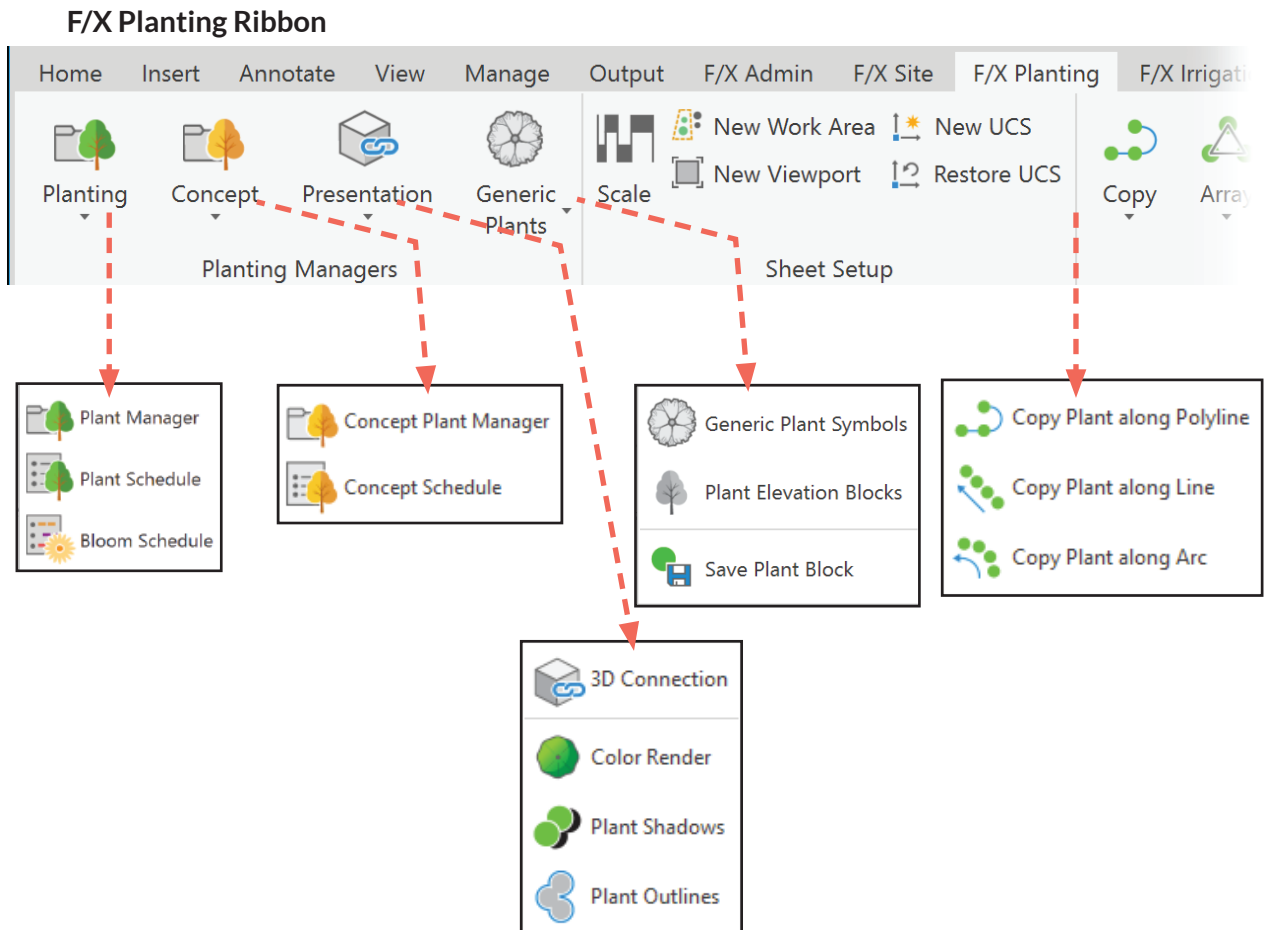 F/X Planting Ribbon
Home Insert Annotate View Manage Output F/X Admin F/X Site F/X Planting F/X Irrigati
New Work Area New UCS
New Viewport Restore UCS
Planting Concept Presentation Generic Plants Scale Copy Array
Planting Managers Sheet Setup
Plant Manager
Plant Schedule
Bloom Schedule
Concept Plant Manager
Concept Schedule
Generic Plant Symbols
Plant Elevation Blocks
Save Plant Block
Copy Plant along Polyline
Copy Plant along Line
Copy Plant along Arc
3D Connection
Color Render
Plant Shadows
Plant Outlines